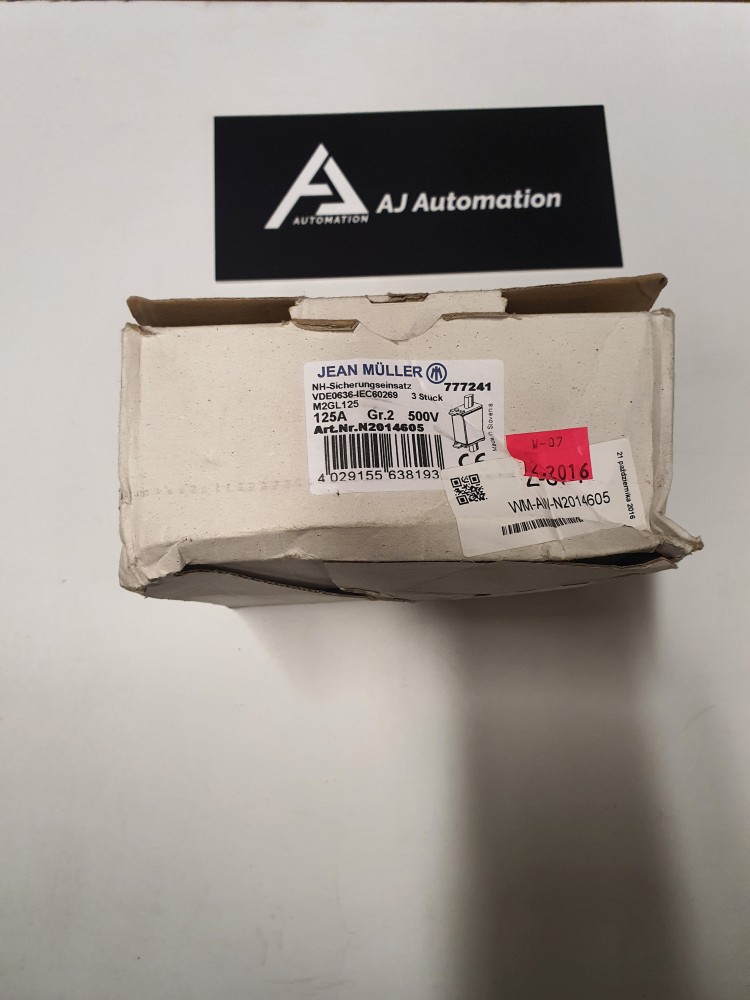 AUTOMATION
AJ Automation
JEAN MÜLLER
NH-Sicherungseinsatz 777241
VDE0636-IEC60269 3 Stück
M2GL125
125A Gr.2 500V
Art.Nr.N2014605
4 029155 638193
Made in Slovenia
CE
W-07
WM-AW-N2014605
21 października 2016